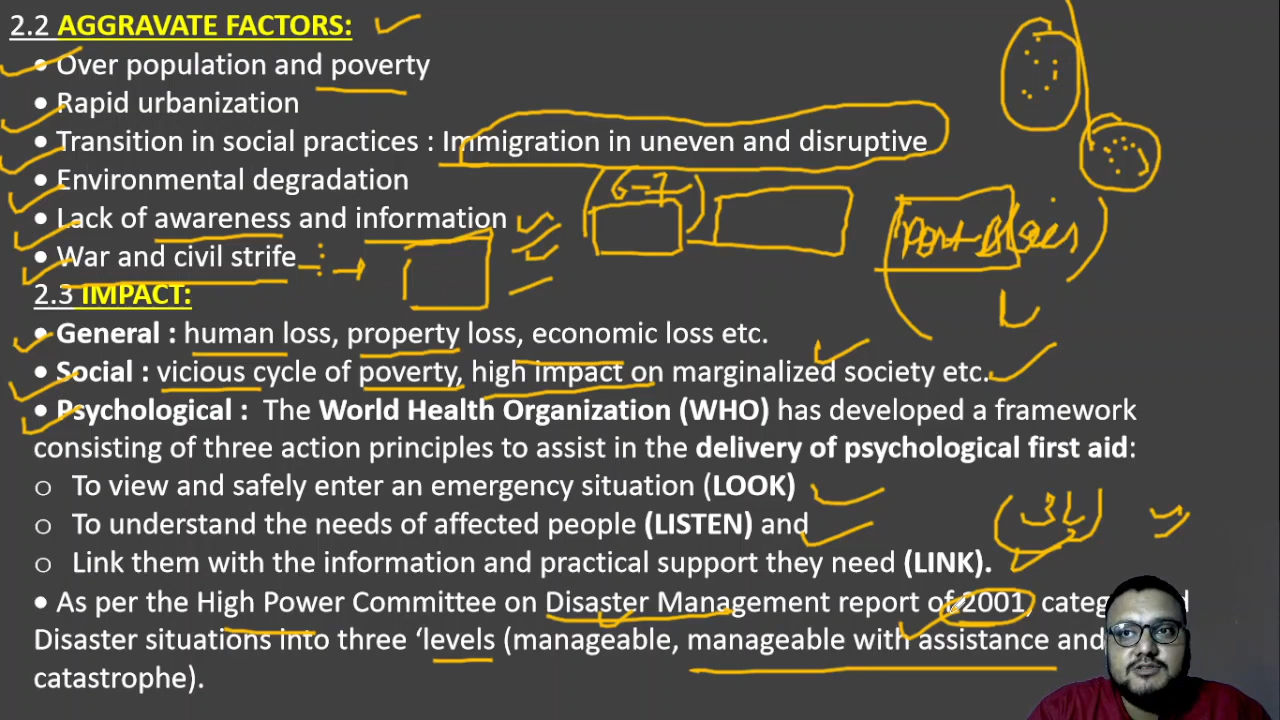 2.2 AGGRAVATE FACTORS:
• Over population and poverty
• Rapid urbanization
• Transition in social practices : Immigration in uneven and disruptive
• Environmental degradation
6-7
• Lack of awareness and information
Port Blair
• War and civil strife
2.3 IMPACT:
• General : human loss, property loss, economic loss etc.
• Social : vicious cycle of poverty, high impact on marginalized society etc.
• Psychological : The World Health Organization (WHO) has developed a framework
consisting of three action principles to assist in the delivery of psychological first aid:
o To view and safely enter an emergency situation (LOOK)
o To understand the needs of affected people (LISTEN) and
3L
o Link them with the information and practical support they need (LINK).
• As per the High Power Committee on Disaster Management report of 2001,
Disaster situations into three ‘levels (manageable, manageable with assistance and
catastrophe).